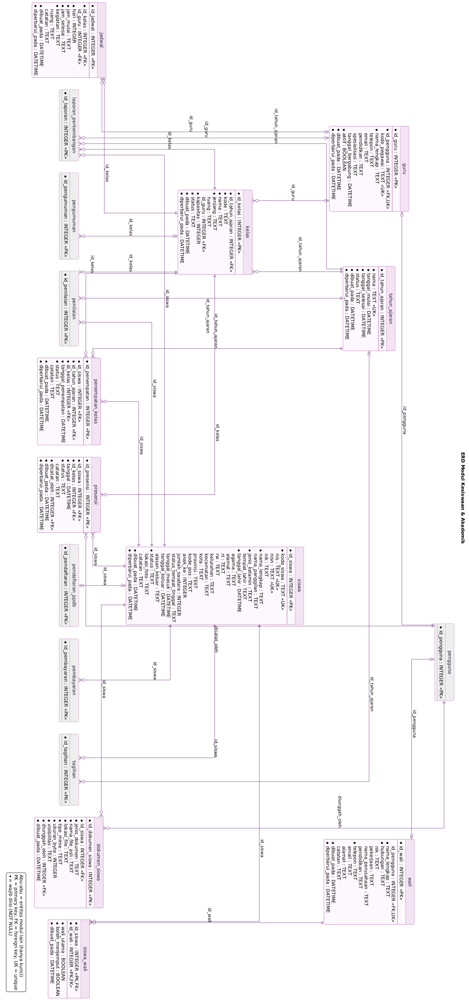 ERD Modul Kesiswaan & Akademik
pengguna
● id_pengguna : INTEGER «PK»
guru
● id_guru : INTEGER «PK»
● id_pengguna : INTEGER «FK,UK»
kode_pegawai : TEXT «UK»
● nama_lengkap : TEXT
telepon : TEXT
email : TEXT
pendidikan : TEXT
spesialisasi : TEXT
tanggal_bergabung : DATETIME
● aktif : BOOLEAN
● dibuat_pada : DATETIME
● diperbarui_pada : DATETIME
id_pengguna
id_pengguna
wali
● id_wali : INTEGER «PK»
id_pengguna : INTEGER «FK,UK»
● nama_lengkap : TEXT
● hubungan : TEXT
nik : TEXT
pekerjaan : TEXT
nama_perusahaan : TEXT
pendidikan : TEXT
● telepon : TEXT
email : TEXT
alamat : TEXT
catatan : TEXT
● dibuat_pada : DATETIME
● diperbarui_pada : DATETIME
tahun_ajaran
● id_tahun_ajaran : INTEGER «PK»
● nama : TEXT «UK»
● tanggal_mulai : DATETIME
● tanggal_selesai : DATETIME
● status : TEXT
● dibuat_pada : DATETIME
● diperbarui_pada : DATETIME
id_tahun_ajaran
diunggah_oleh
id_tahun_ajaran
id_guru
id_tahun_ajaran
siswa
● id_siswa : INTEGER «PK»
● kode_siswa : TEXT «UK»
nis : TEXT «UK»
nisn : TEXT «UK»
nik : TEXT
● nama_lengkap : TEXT
nama_panggilan : TEXT
● jenis_kelamin : TEXT
tempat_lahir : TEXT
● tanggal_lahir : DATETIME
agama : TEXT
alamat : TEXT
rt : TEXT
rw : TEXT
kelurahan : TEXT
kecamatan : TEXT
kota : TEXT
provinsi : TEXT
kode_pos : TEXT
anak_ke : INTEGER
jumlah_saudara : INTEGER
status_tempat_tinggal : TEXT
tanggal_masuk : DATETIME
tanggal_keluar : DATETIME
alasan_keluar : TEXT
● status : TEXT
lokasi_foto : TEXT
catatan : TEXT
● dibuat_pada : DATETIME
● diperbarui_pada : DATETIME
id_siswa
kelas
● id_kelas : INTEGER «PK»
● id_tahun_ajaran : INTEGER «FK»
● kode : TEXT
● nama : TEXT
● jenjang : TEXT
ruang : TEXT
id_guru : INTEGER «FK»
● kapasitas : INTEGER
● status : TEXT
● dibuat_pada : DATETIME
● diperbarui_pada : DATETIME
id_tahun_ajaran
id_kelas
dicatat_oleh
id_siswa
id_guru
id_tahun_ajaran
id_wali
id_guru
id_kelas
id_siswa
id_siswa
id_siswa
id_siswa
id_kelas
id_kelas
id_kelas
id_kelas
id_siswa
id_siswa
id_siswa
jadwal
● id_jadwal : INTEGER «PK»
● id_kelas : INTEGER «FK»
id_guru : INTEGER «FK»
● hari : INTEGER
● jam_mulai : TEXT
● jam_selesai : TEXT
● kegiatan : TEXT
ruang : TEXT
catatan : TEXT
● dibuat_pada : DATETIME
● diperbarui_pada : DATETIME
laporan_perkembangan
● id_laporan : INTEGER «PK»
pengumuman
● id_pengumuman : INTEGER «PK»
penilaian
● id_penilaian : INTEGER «PK»
penempatan_kelas
● id_penempatan : INTEGER «PK»
● id_siswa : INTEGER «FK»
● id_tahun_ajaran : INTEGER «FK»
● id_kelas : INTEGER «FK»
● tanggal_penempatan : DATETIME
● status : TEXT
catatan : TEXT
● dibuat_pada : DATETIME
● diperbarui_pada : DATETIME
presensi
● id_presensi : INTEGER «PK»
● id_siswa : INTEGER «FK»
● id_kelas : INTEGER «FK»
● tanggal : DATETIME
● status : TEXT
catatan : TEXT
● dicatat_oleh : INTEGER «FK»
● dibuat_pada : DATETIME
● diperbarui_pada : DATETIME
pendaftaran_ppdb
● id_pendaftaran : INTEGER «PK»
pembayaran
● id_pembayaran : INTEGER «PK»
tagihan
● id_tagihan : INTEGER «PK»
dokumen_siswa
● id_dokumen_siswa : INTEGER «PK»
● id_siswa : INTEGER «FK»
● jenis_dokumen : TEXT
● nama_file_asli : TEXT
● lokasi_file : TEXT
● tipe_mime : TEXT
● ukuran_byte : INTEGER
● visibilitas : TEXT
● diunggah_oleh : INTEGER «FK»
● dibuat_pada : DATETIME
siswa_wali
● id_siswa : INTEGER «PK,FK»
● id_wali : INTEGER «PK,FK»
● wali_utama : BOOLEAN
● boleh_menjemput : BOOLEAN
● dibuat_pada : DATETIME
Abu-abu = entitas modul lain (hanya kunci)
PK = primary key, FK = foreign key, UK = unique
● = wajib diisi (NOT NULL)